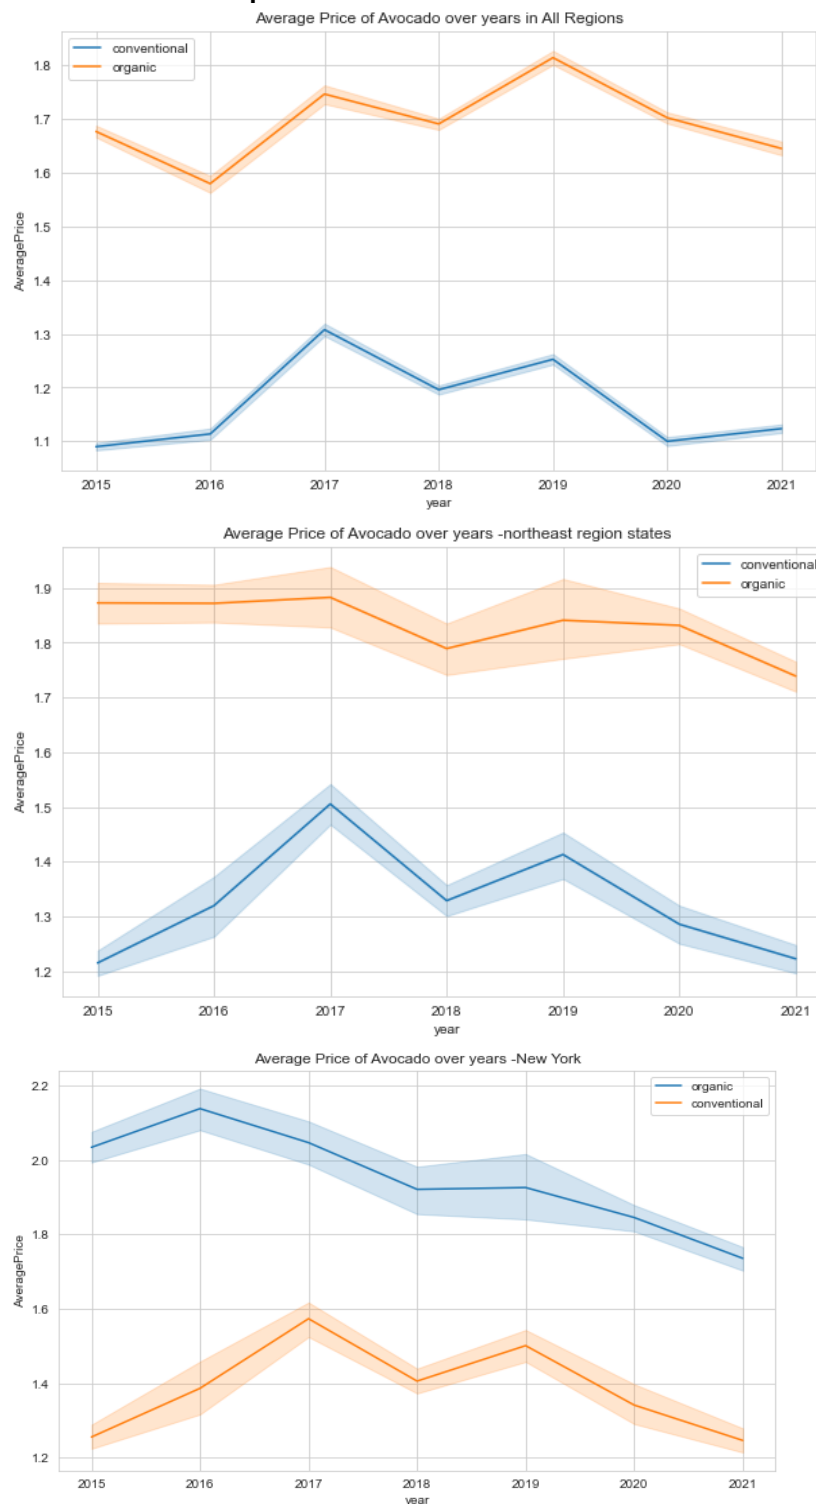 Average Price of Avocado over years in All Regions
conventional
organic
1.8
1.7
1.6
1.5
1.4
1.3
1.2
1.1
AveragePrice
2015 2016 2017 2018 2019 2020 2021
year
Average Price of Avocado over years -northeast region states
conventional
organic
1.9
1.8
1.7
1.6
1.5
1.4
1.3
1.2
AveragePrice
2015 2016 2017 2018 2019 2020 2021
year
Average Price of Avocado over years -New York
organic
conventional
2.2
2.0
1.8
1.6
1.4
1.2
AveragePrice
2015 2016 2017 2018 2019 2020 2021
year